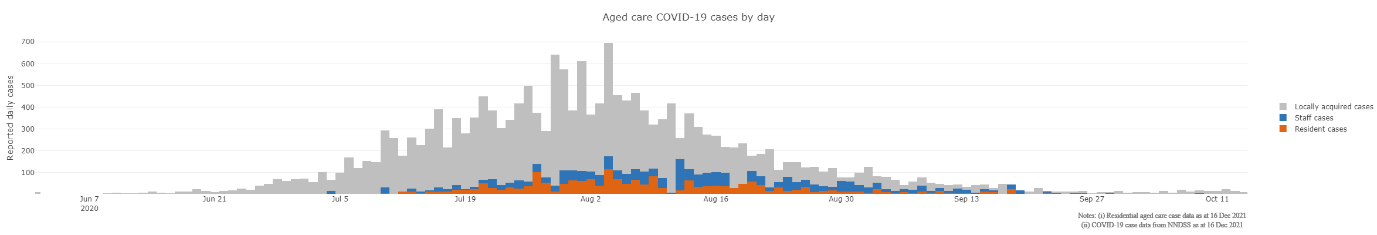 Aged care COVID-19 cases by day
Reported daily cases
700
600
500
400
300
200
100
Jun 7
2020
Jun 21
Jul 5
Jul 19
Aug 2
Aug 16
Aug 30
Sep 13
Sep 27
Oct 11
Locally acquired cases
Staff cases
Resident cases
Notes: (i) Residential aged care case data as at 16 Dec 2021
(ii) COVID-19 case data from NNDSS as at 16 Dec 2021